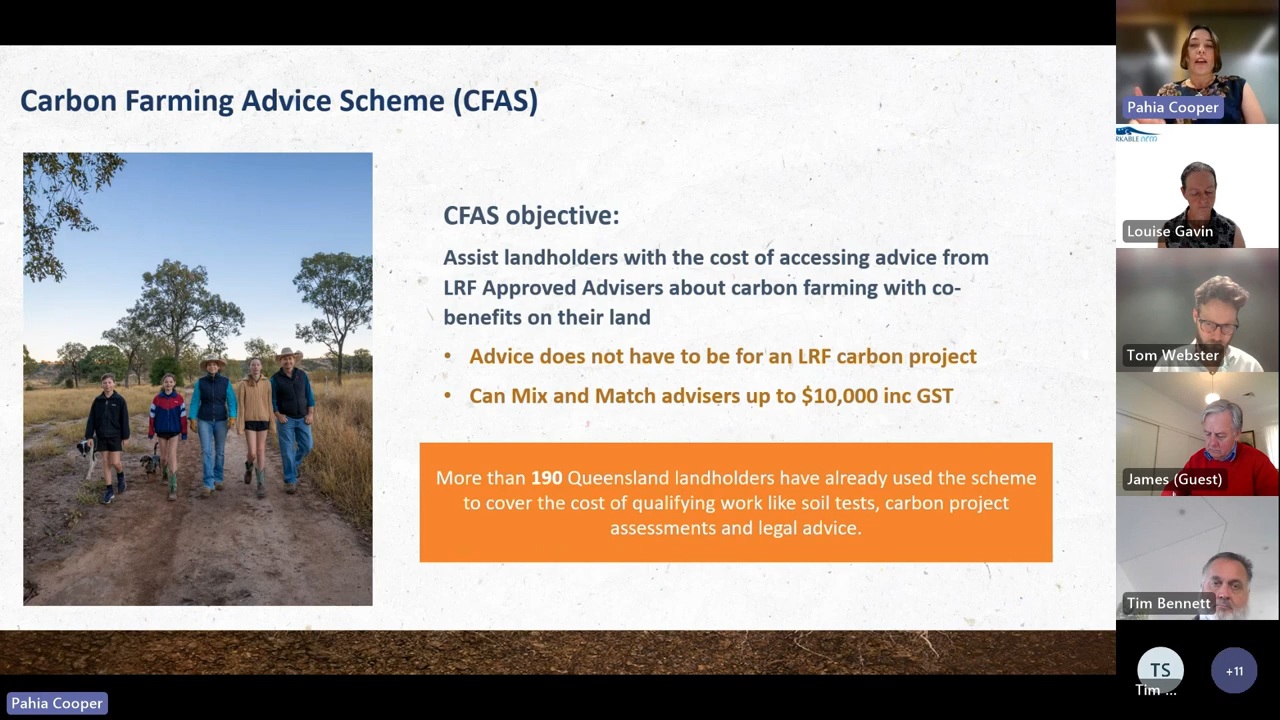 Carbon Farming Advice Scheme (CFAS)
CFAS objective:
Assist landholders with the cost of accessing advice from
LRF Approved Advisers about carbon farming with co-
benefits on their land
• Advice does not have to be for an LRF carbon project
• Can Mix and Match advisers up to $10,000 inc GST
More than 190 Queensland landholders have already used the scheme
to cover the cost of qualifying work like soil tests, carbon project
assessments and legal advice.
Pahia Cooper
Pahia Cooper
RKABLE nrm
Louise Gavin
Tom Webster
James (Guest)
Tim Bennett
TS
Tim ...
+11